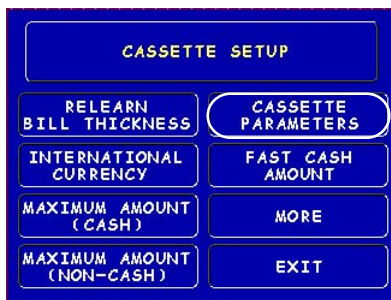 CASSETTE SETUP
RELEARN
BILL THICKNESS
CASSETTE
PARAMETERS
INTERNATIONAL
CURRENCY
FAST CASH
AMOUNT
MAXIMUM AMOUNT
(CASH)
MORE
MAXIMUM AMOUNT
(NON-CASH)
EXIT